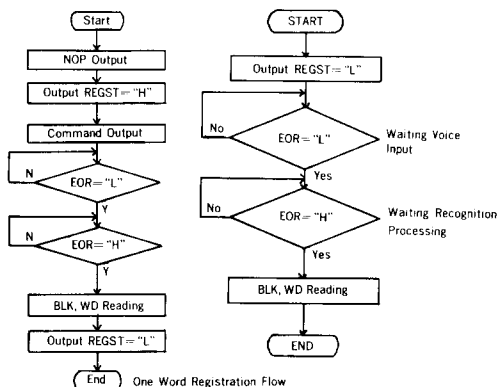 Start
NOP Output
Output REGST="H"
Command Output
N
EOR="L"
Y
N
EOR="H"
Y
BLK, WD Reading
Output REGST="L"
End
One Word Registration Flow
START
Output REGST="L"
No
EOR="L"
Waiting Voice
Input
Yes
No
EOR="H"
Waiting Recognition
Processing
Yes
BLK, WD Reading
END